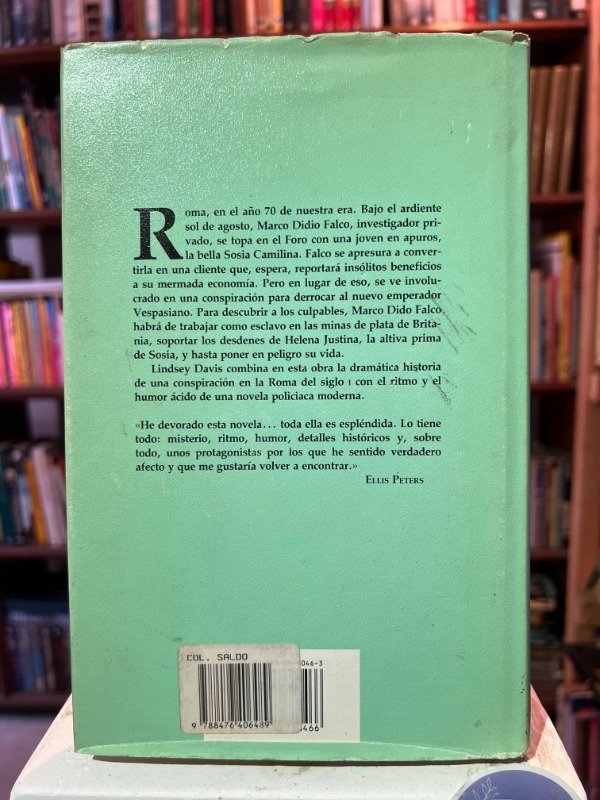 Roma, en el año 70 de nuestra era. Bajo el ardiente
sol de agosto, Marco Didio Falco, investigador pri-
vado, se topa en el Foro con una joven en apuros,
la bella Sosia Camilina. Falco se apresura a conver-
tirla en una cliente que, espera, reportará insólitos beneficios
a su mermada economía. Pero en lugar de eso, se ve involu-
crado en una conspiración para derrocar al nuevo emperador
Vespasiano. Para descubrir a los culpables, Marco Dido Falco
habrá de trabajar como esclavo en las minas de plata de Brita-
nia, soportar los desdenes de Helena Justina, la altiva prima
de Sosia, y hasta poner en peligro su vida.
Lindsey Davis combina en esta obra la dramática historia
de una conspiración en la Roma del siglo I con el ritmo y el
humor ácido de una novela policiaca moderna.
«He devorado esta novela... toda ella es espléndida. Lo tiene
todo: misterio, ritmo, humor, detalles históricos y, sobre
todo, unos protagonistas por los que he sentido verdadero
afecto y que me gustaría volver a encontrar.»
ELLIS PETERS
COL. SALDO
046-3
9 788476 406489
0466